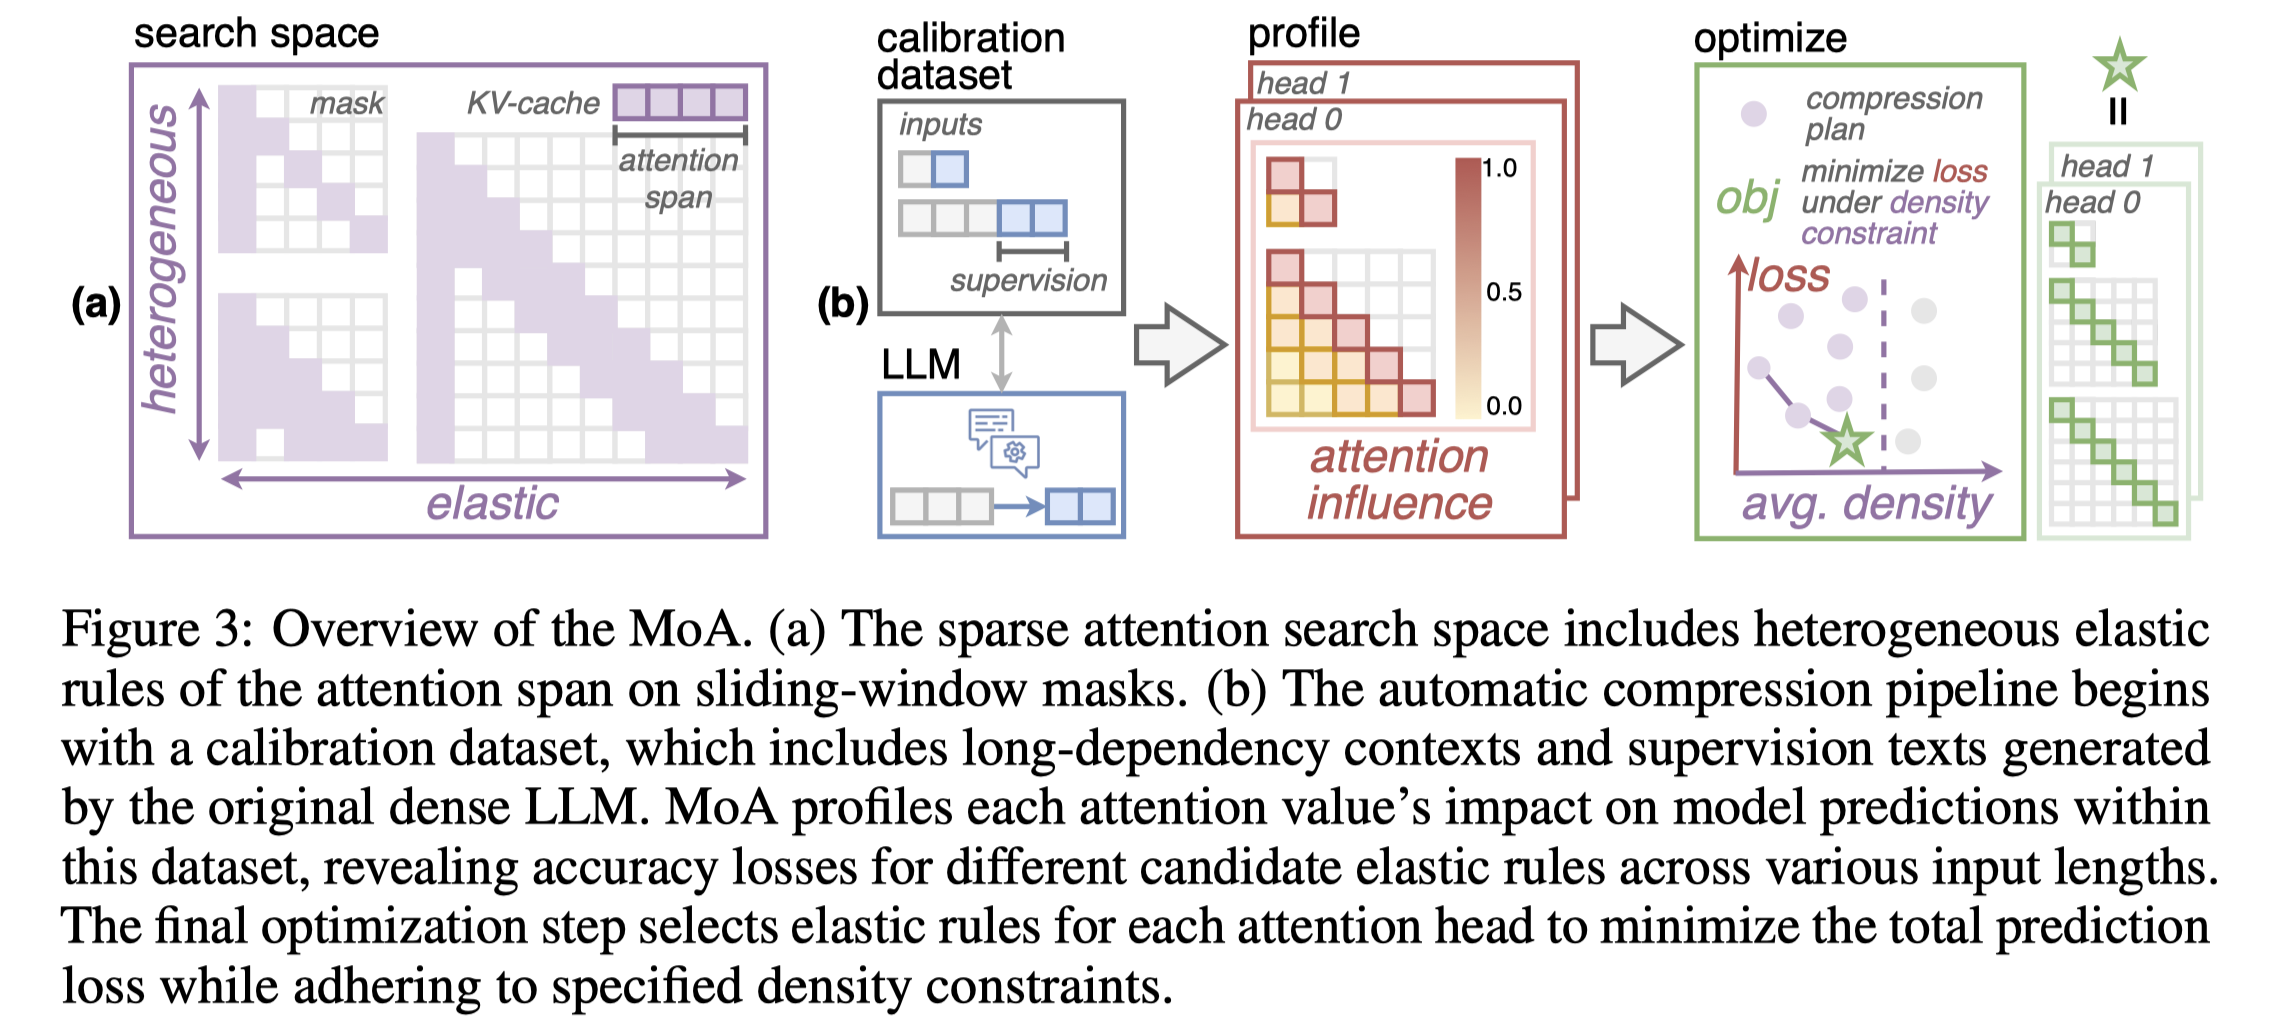 search space
heterogeneous
mask
KV-cache
attention
span
elastic
(a)
(b)
calibration
dataset
inputs
supervision
LLM
profile
head 1
head 0
1.0
0.5
0.0
attention
influence
optimize
compression
plan
obj
minimize loss
under density
constraint
loss
avg. density
=
head 1
head 0
Figure 3: Overview of the MoA. (a) The sparse attention search space includes heterogeneous elastic
rules of the attention span on sliding-window masks. (b) The automatic compression pipeline begins
with a calibration dataset, which includes long-dependency contexts and supervision texts generated
by the original dense LLM. MoA profiles each attention value's impact on model predictions within
this dataset, revealing accuracy losses for different candidate elastic rules across various input lengths.
The final optimization step selects elastic rules for each attention head to minimize the total prediction
loss while adhering to specified density constraints.